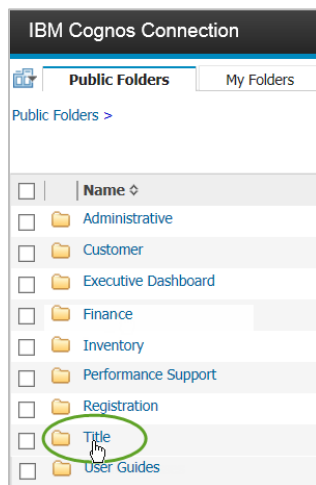 IBM Cognos Connection
Public Folders My Folders
Public Folders >
Name
Administrative
Customer
Executive Dashboard
Finance
Inventory
Performance Support
Registration
Title
User Guides